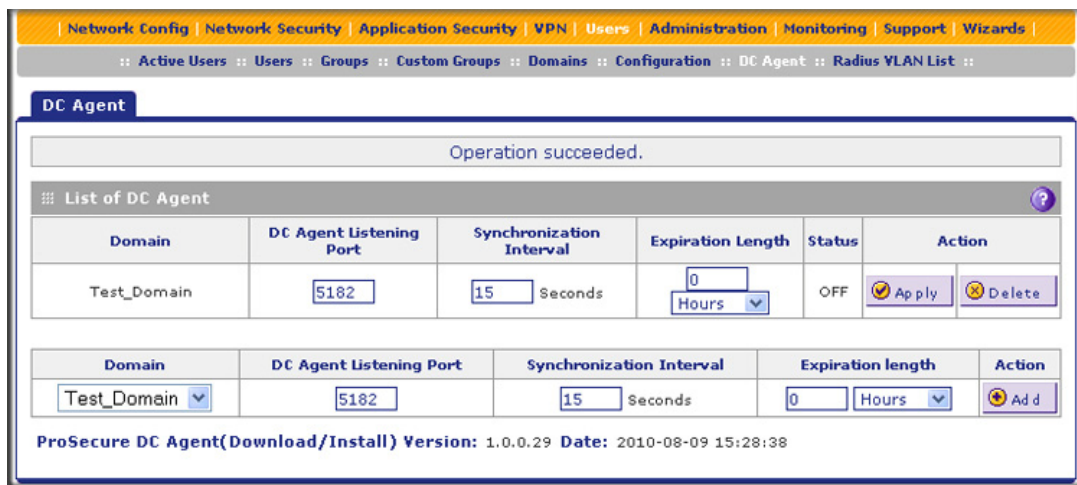 | Network Config | Network Security | Application Security | VPN | Users | Administration | Monitoring | Support | Wizards |
:: Active Users :: Users :: Groups :: Custom Groups :: Domains :: Configuration :: DC Agent :: Radius VLAN List ::
DC Agent
Operation succeeded.
List of DC Agent ?
Domain DC Agent Listening Port Synchronization Interval Expiration Length Status Action
Test_Domain 5182 15 Seconds 0 Hours OFF Apply Delete
Domain DC Agent Listening Port Synchronization Interval Expiration length Action
Test_Domain 5182 15 Seconds 0 Hours Add
ProSecure DC Agent(Download/Install) Version: 1.0.0.29 Date: 2010-08-09 15:28:38